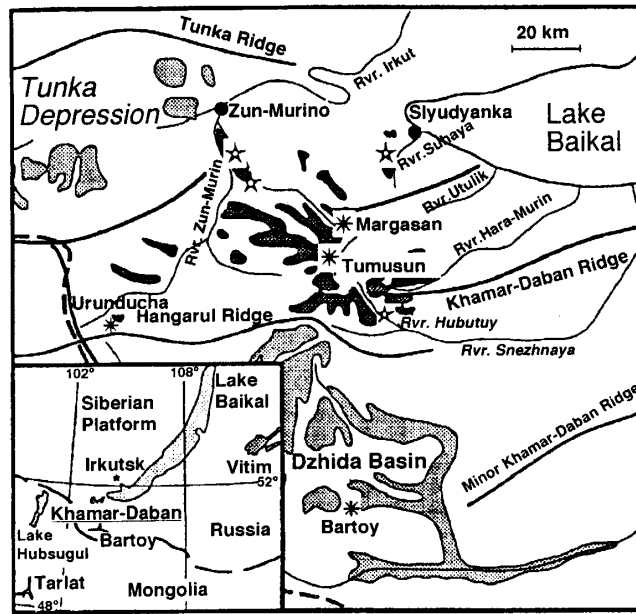 Tunka Ridge
20 km
Rvr. Irkut
Tunka
Depression
Zun-Murino
Slyudyanka
Lake
Baikal
Rvr. Suhaya
Rvr. Utulik
Rvr. Zun-Murin
Margasan
Rvr. Hara-Murin
Tumusun
Khamar-Daban Ridge
Urunducha
Hangarul Ridge
Rvr. Hubutuy
Rvr. Snezhnaya
102°
108°
Lake
Baikal
Siberian
Platform
Irkutsk
Vitim
52°
Khamar-Daban
Bartoy
Russia
Lake
Hubsugul
Tarlat
48°
Mongolia
Dzhida Basin
Minor Khamar-Daban Ridge
Bartoy